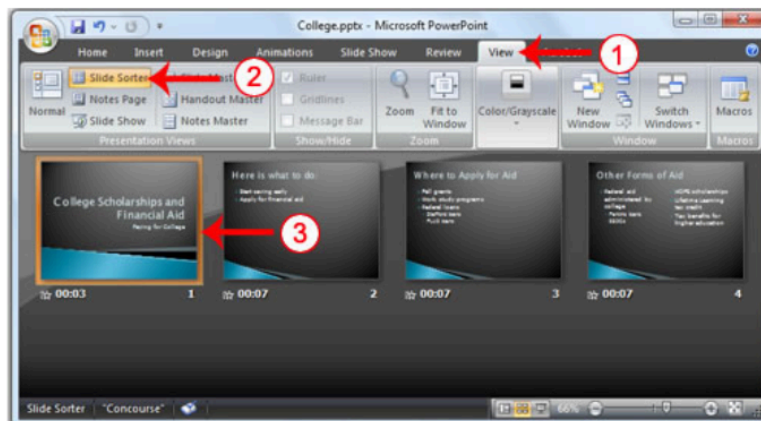 College.pptx - Microsoft PowerPoint
Home Insert Design Animations Slide Show Review View
1
Slide Sorter
2
Ruler
Notes Page Handout Master Gridlines
Normal Zoom Fit to Window Color/Grayscale New Window Switch Windows Macros
Slide Show Notes Master Message Bar
Presentation Views Show/Hide Zoom Window Macros
College Scholarships and
Financial Aid
Paying for College
00:03 1
3
Here is what to do:
Start saving early
Apply for financial aid
00:07 2
Where to Apply for Aid
Pell grants
Work study programs
Federal loans
Stafford loans
PLUS loans
00:07 3
Other Forms of Aid
Federal aid
administered by
college
Perkins loans
SEOGs
HOPE scholarships
Lifetime Learning
tax credit
Tax benefits for
higher education
00:07 4
Slide Sorter "Concourse" 66%